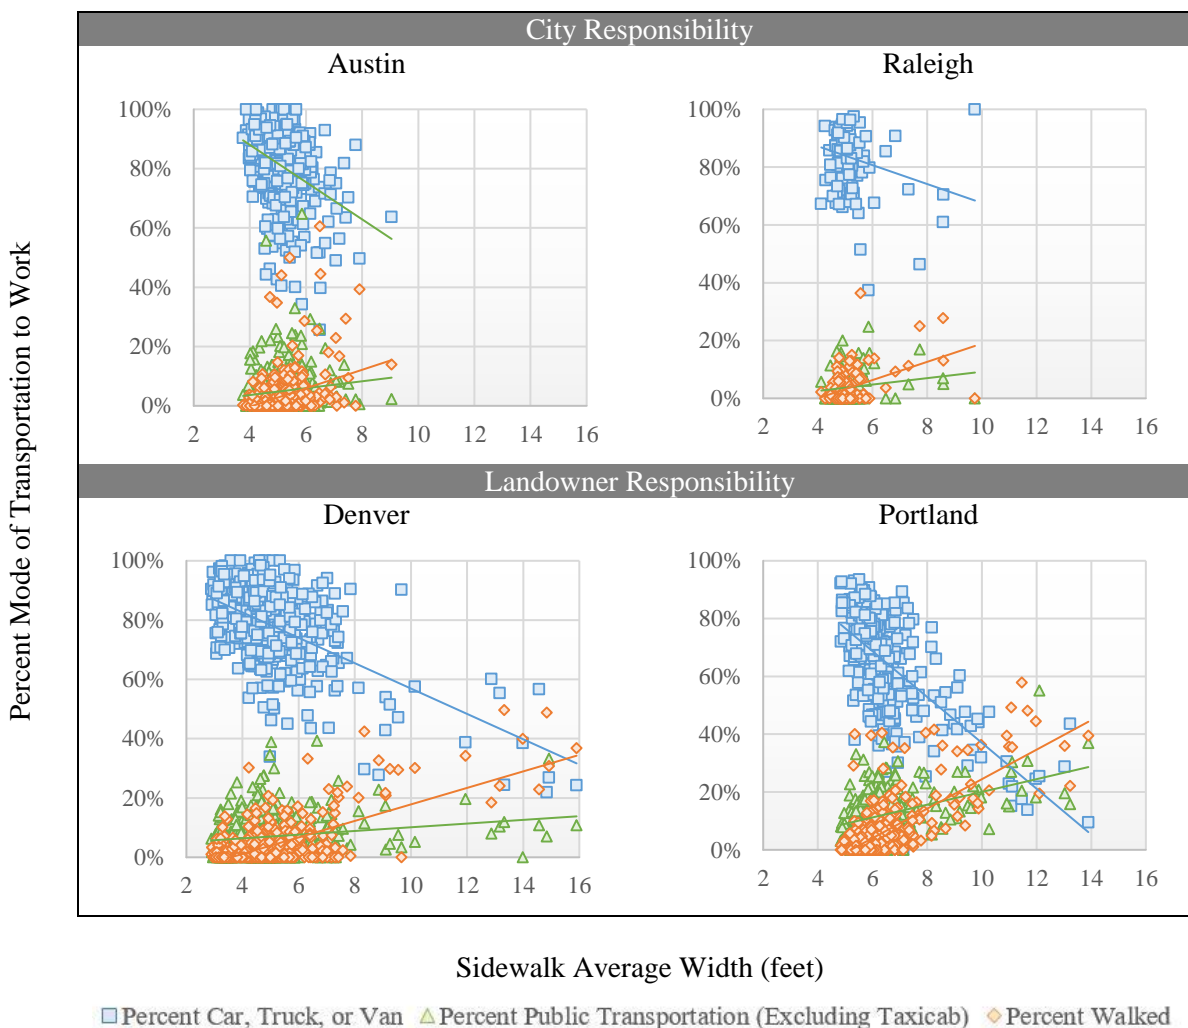 City Responsibility
Austin
Raleigh
100%
80%
60%
40%
20%
0%
2 4 6 8 10 12 14 16
100%
80%
60%
40%
20%
0%
2 4 6 8 10 12 14 16
Landowner Responsibility
Denver
Portland
100%
80%
60%
40%
20%
0%
2 4 6 8 10 12 14 16
100%
80%
60%
40%
20%
0%
2 4 6 8 10 12 14 16
Percent Mode of Transportation to Work
Sidewalk Average Width (feet)
Percent Car, Truck, or Van Percent Public Transportation (Excluding Taxicab) Percent Walked